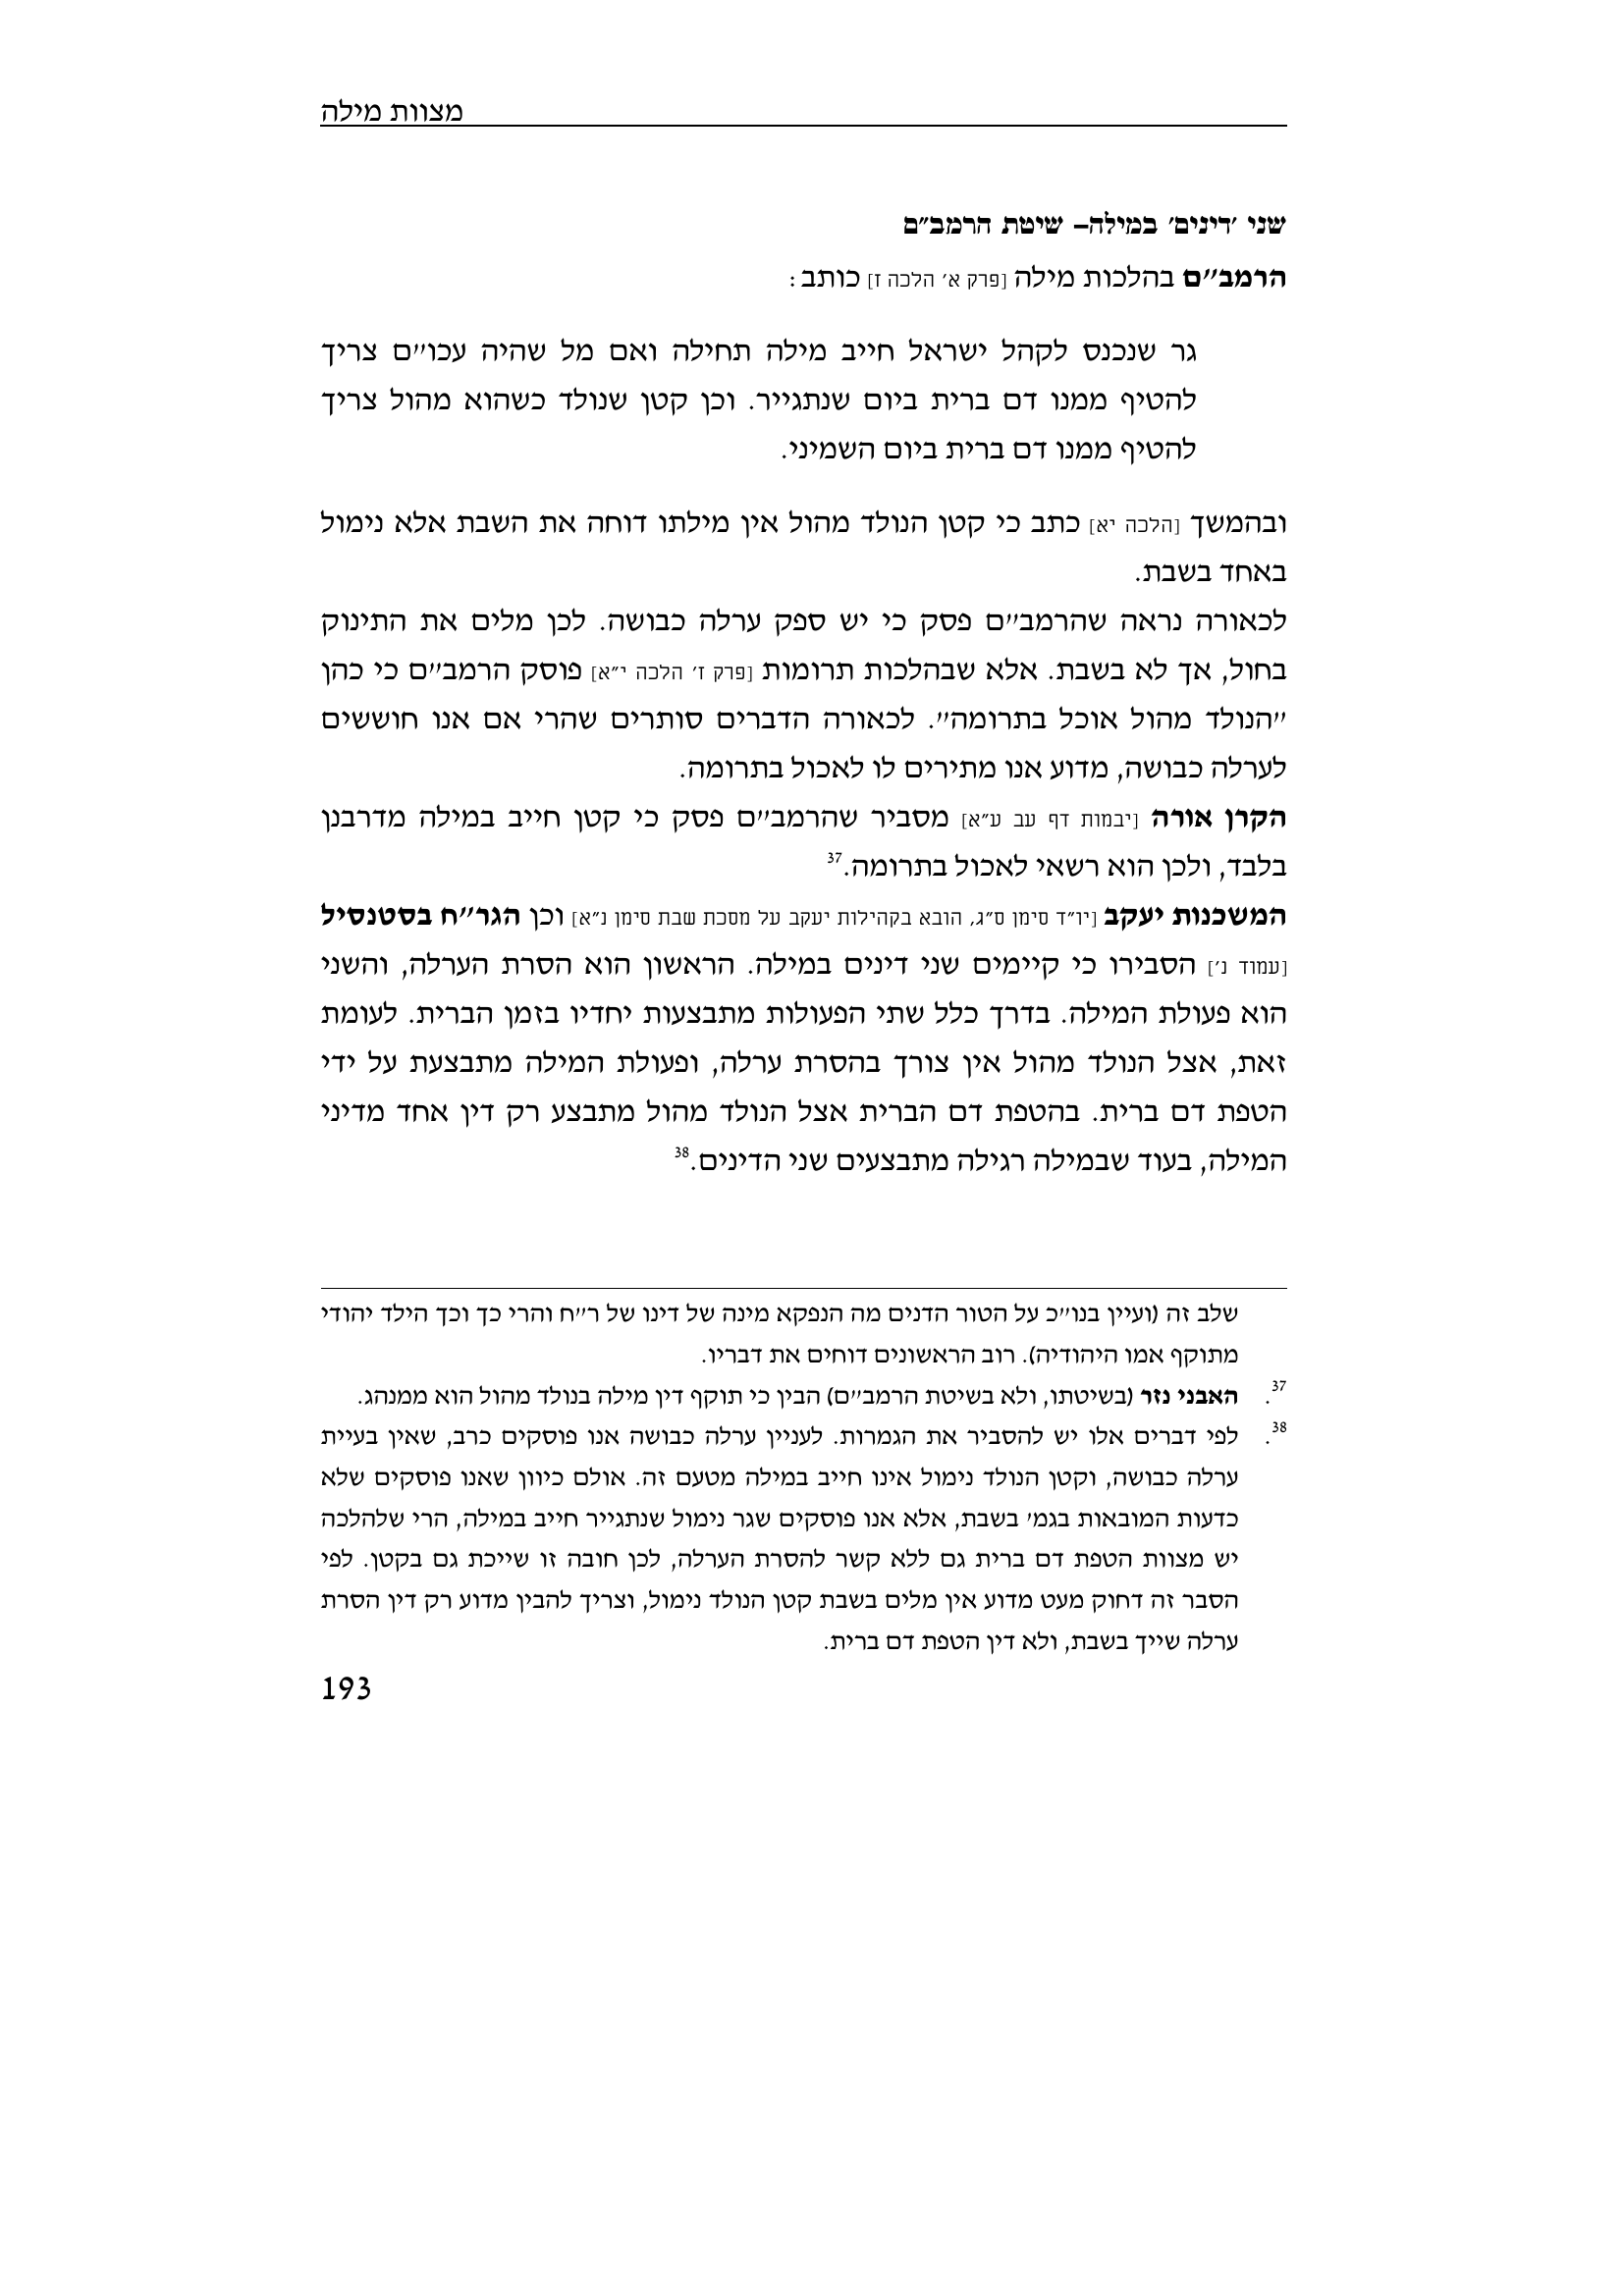 מצוות מילה
שני 'דינים' במילה– שיטת הרמב"ם
הרמב"ם בהלכות מילה [פרק א' הלכה ז] כותב:
גר שנכנס לקהל ישראל חייב מילה תחילה ואם מל שהיה עכו"ם צריך
להטיף ממנו דם ברית ביום שנתגייר. וכן קטן שנולד כשהוא מהול צריך
להטיף ממנו דם ברית ביום השמיני.
ובהמשך [הלכה יא] כתב כי קטן הנולד מהול אין מילתו דוחה את השבת אלא נימול
באחד בשבת.
לכאורה נראה שהרמב"ם פסק כי יש ספק ערלה כבושה. לכן מלים את התינוק
בחול, אך לא בשבת. אלא שבהלכות תרומות [פרק ז' הלכה י"א] פוסק הרמב"ם כי כהן
"הנולד מהול אוכל בתרומה". לכאורה הדברים סותרים שהרי אם אנו חוששים
לערלה כבושה, מדוע אנו מתירים לו לאכול בתרומה.
הקרן אורה [יבמות דף עב ע"א] מסביר שהרמב"ם פסק כי קטן חייב במילה מדרבנן
בלבד, ולכן הוא רשאי לאכול בתרומה.37
המשכנות יעקב [יו"ד סימן ס"ג, הובא בקהילות יעקב על מסכת שבת סימן נ"א] וכן הגר"ח בסטנסיל
[עמוד נ'] הסבירו כי קיימים שני דינים במילה. הראשון הוא הסרת הערלה, והשני
הוא פעולת המילה. בדרך כלל שתי הפעולות מתבצעות יחדיו בזמן הברית. לעומת
זאת, אצל הנולד מהול אין צורך בהסרת ערלה, ופעולת המילה מתבצעת על ידי
הטפת דם ברית. בהטפת דם הברית אצל הנולד מהול מתבצע רק דין אחד מדיני
המילה, בעוד שבמילה רגילה מתבצעים שני הדינים.38
שלב זה (ועיין בנו"כ על הטור הדנים מה הנפקא מינה של דינו של ר"ח והרי כך וכך הילד יהודי
מתוקף אמו היהודיה). רוב הראשונים דוחים את דבריו.
37. האבני נזר (בשיטתו, ולא בשיטת הרמב"ם) הבין כי תוקף דין מילה בנולד מהול הוא ממנהג.
38. לפי דברים אלו יש להסביר את הגמרות. לעניין ערלה כבושה אנו פוסקים כרב, שאין בעיית
ערלה כבושה, וקטן הנולד נימול אינו חייב במילה מטעם זה. אולם כיוון שאנו פוסקים שלא
כדעות המובאות בגמ' בשבת, אלא אנו פוסקים שגר נימול שנתגייר חייב במילה, הרי שלהלכה
יש מצוות הטפת דם ברית גם ללא קשר להסרת הערלה, לכן חובה זו שייכת גם בקטן. לפי
הסבר זה דחוק מעט מדוע אין מלים בשבת קטן הנולד נימול, וצריך להבין מדוע רק דין הסרת
ערלה שייך בשבת, ולא דין הטפת דם ברית.
193